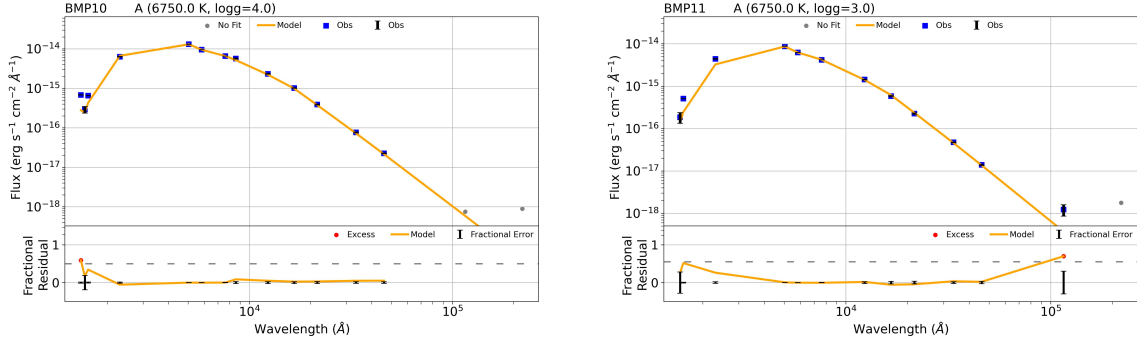 BMP10 A (6750.0 K, logg=4.0)
No Fit Model Obs Obs
10⁻¹⁴
10⁻¹⁵
10⁻¹⁶
10⁻¹⁷
10⁻¹⁸
Flux (erg s⁻¹ cm⁻² Å⁻¹)
Excess Model Fractional Error
1
0
Fractional
Residual
10⁴ 10⁵
Wavelength (Å)
BMP11 A (6750.0 K, logg=3.0)
No Fit Model Obs Obs
10⁻¹⁴
10⁻¹⁵
10⁻¹⁶
10⁻¹⁷
10⁻¹⁸
Flux (erg s⁻¹ cm⁻² Å⁻¹)
Excess Model Fractional Error
1
0
Fractional
Residual
10⁴ 10⁵
Wavelength (Å)